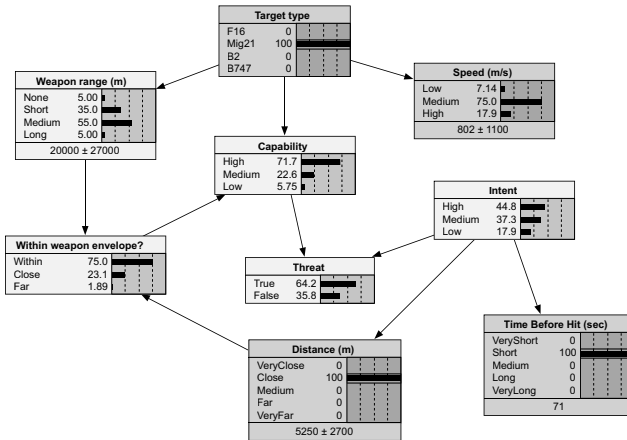 Target type
F16 0
Mig21 100
B2 0
B747 0
Weapon range (m)
None 5.00
Short 35.0
Medium 55.0
Long 5.00
20000 ± 27000
Speed (m/s)
Low 7.14
Medium 75.0
High 17.9
802 ± 1100
Capability
High 71.7
Medium 22.6
Low 5.75
Intent
High 44.8
Medium 37.3
Low 17.9
Within weapon envelope?
Within 75.0
Close 23.1
Far 1.89
Threat
True 64.2
False 35.8
Distance (m)
VeryClose 0
Close 100
Medium 0
Far 0
VeryFar 0
5250 ± 2700
Time Before Hit (sec)
VeryShort 0
Short 100
Medium 0
Long 0
VeryLong 0
71